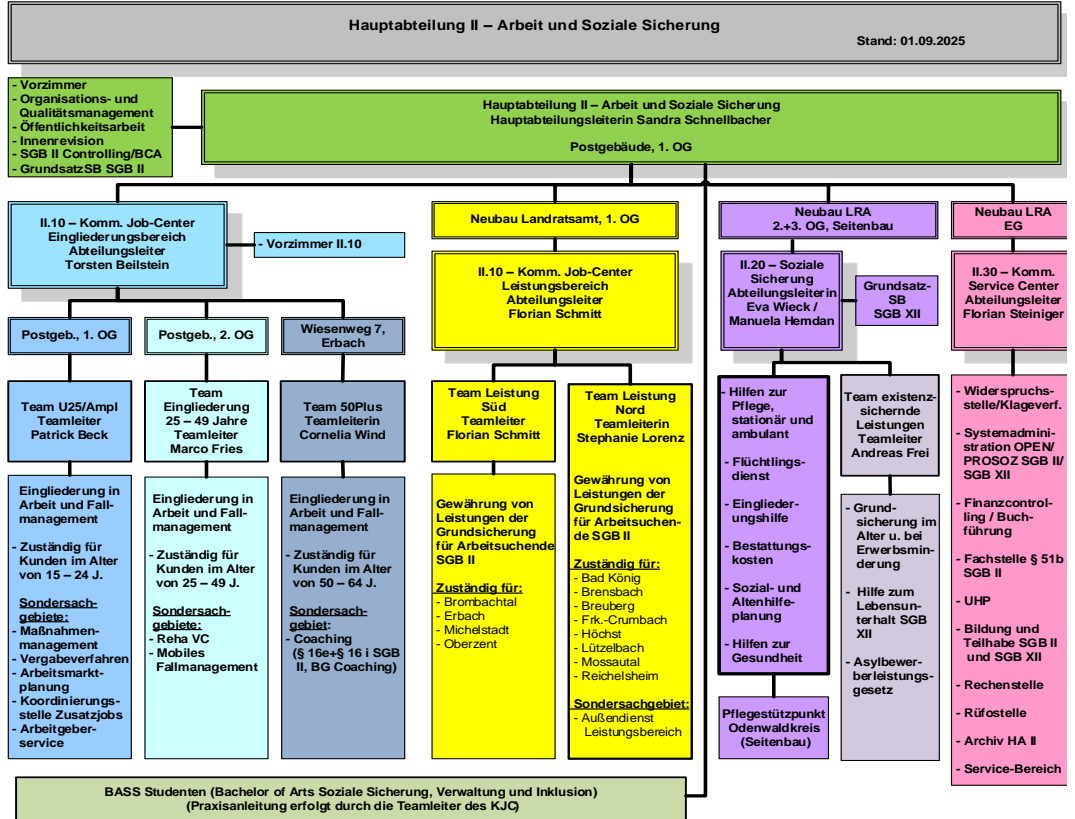 Hauptabteilung II – Arbeit und Soziale Sicherung
Stand: 01.09.2025
- Vorzimmer
- Organisations- und
Qualitätsmanagement
- Öffentlichkeitsarbeit
- Innenrevision
- SGB II Controlling/BCA
- GrundsatzSB SGB II
Hauptabteilung II – Arbeit und Soziale Sicherung
Hauptabteilungsleiterin Sandra Schnellbacher
Postgebäude, 1. OG
II.10 – Komm. Job-Center
Eingliederungsbereich
Abteilungsleiter
Torsten Beilstein
- Vorzimmer II.10
Neubau Landratsamt, 1. OG
II.10 – Komm. Job-Center
Leistungsbereich
Abteilungsleiter
Florian Schmitt
Neubau LRA
2.+3. OG, Seitenbau
II.20 – Soziale
Sicherung
Abteilungsleiterin
Eva Wieck /
Manuela Hemdan
Grundsatz-
SB
SGB XII
Neubau LRA
EG
II.30 – Komm.
Service Center
Abteilungsleiter
Florian Steiniger
Postgeb., 1. OG
Postgeb., 2. OG
Wiesenweg 7,
Erbach
Team U25/Ampl
Teamleiter
Patrick Beck
Team
Eingliederung
25 – 49 Jahre
Teamleiter
Marco Fries
Team 50Plus
Teamleiterin
Cornelia Wind
Team Leistung
Süd
Teamleiter
Florian Schmitt
Team Leistung
Nord
Teamleiterin
Stephanie Lorenz
Eingliederung in
Arbeit und Fall-
management
- Zuständig für
Kunden im Alter
von 15 – 24 J.
Sondersach-
gebiete:
- Maßnahmen-
management
- Vergabeverfahren
- Arbeitsmarkt-
planung
- Koordinierungs-
stelle Zusatzjobs
- Arbeitgeber-
service
Eingliederung in
Arbeit und Fall-
management
- Zuständig für
Kunden im Alter
von 25 – 49 J.
Sondersach-
gebiete:
- Reha VC
- Mobiles
Fallmanagement
Eingliederung in
Arbeit und Fall-
management
- Zuständig für
Kunden im Alter
von 50 – 64 J.
Sondersach-
gebiet:
- Coaching
(§ 16e+§ 16 i SGB
II, BG Coaching)
Gewährung von
Leistungen der
Grundsicherung
für Arbeitsuchende
SGB II
Zuständig für:
- Brombachtal
- Erbach
- Michelstadt
- Oberzent
Gewährung von
Leistungen der
Grundsicherung
für Arbeitsuchen-
de SGB II
Zuständig für:
- Bad König
- Brensbach
- Breuberg
- Frk.-Crumbach
- Höchst
- Lützelbach
- Mossautal
- Reichelsheim
Sondersachgebiet:
- Außendienst
Leistungsbereich
- Hilfen zur
Pflege,
stationär und
ambulant
- Flüchtlings-
dienst
- Einglieder-
ungshilfe
- Bestattungs-
kosten
- Sozial- und
Altenhilfe-
planung
- Hilfen zur
Gesundheit
Pflegestützpunkt
Odenwaldkreis
(Seitenbau)
Team existenz-
sichernde
Leistungen
Teamleiter
Andreas Frei
- Grund-
sicherung im
Alter u. bei
Erwerbsmin-
derung
- Hilfe zum
Lebensun-
terhalt SGB
XII
- Asylbewer-
berleistungs-
gesetz
- Widerspruchs-
stelle/Klageverf.
- Systemadmini-
stration OPEN/
PROSOZ SGB II/
SGB XII
- Finanzcontrol-
ling / Buch-
führung
- Fachstelle § 51b
SGB II
- UHP
- Bildung und
Teilhabe SGB II
und SGB XII
- Rechenstelle
- Rüfostelle
- Archiv HA II
- Service-Bereich
BASS Studenten (Bachelor of Arts Soziale Sicherung, Verwaltung und Inklusion)
(Praxisanleitung erfolgt durch die Teamleiter des KJC)